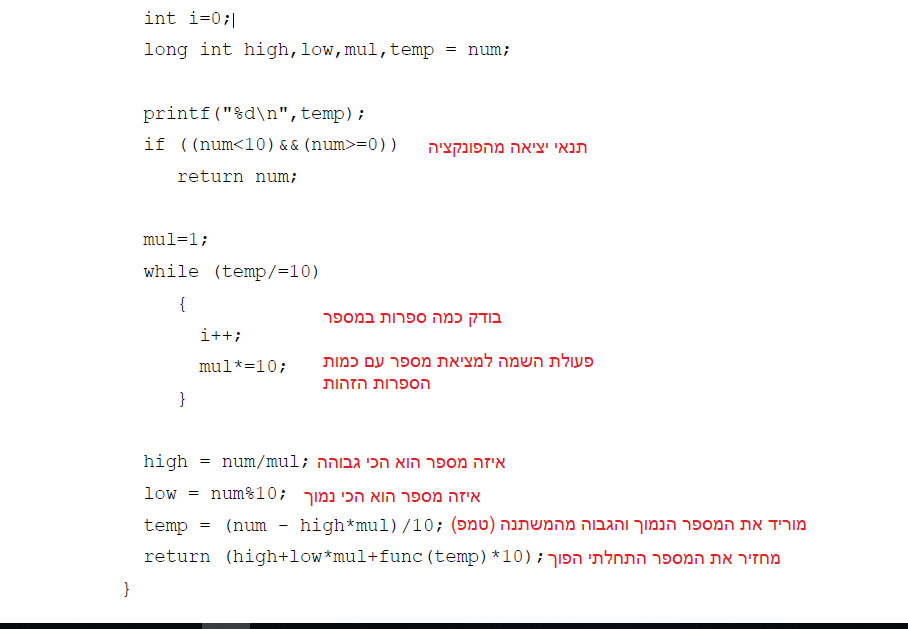 int i=0;
long int high,low,mul,temp = num;
printf("%d\n",temp);
if ((num<10)&&(num>=0)) תנאי יציאה מהפונקציה
return num;
mul=1;
while (temp/=10)
{
בודק כמה ספרות במספר
i++;
mul*=10; פעולת השמה למציאת מספר עם כמות
הספרות הזהות
}
high = num/mul; איזה מספר הוא הכי גבוהה
low = num%10; איזה מספר הוא הכי נמוך
temp = (num - high*mul)/10; מוריד את המספר הנמוך והגבוה מהמשתנה (טמפ)
return (high+low*mul+func(temp)*10); מחזיר את המספר התחלתי הפוך
}